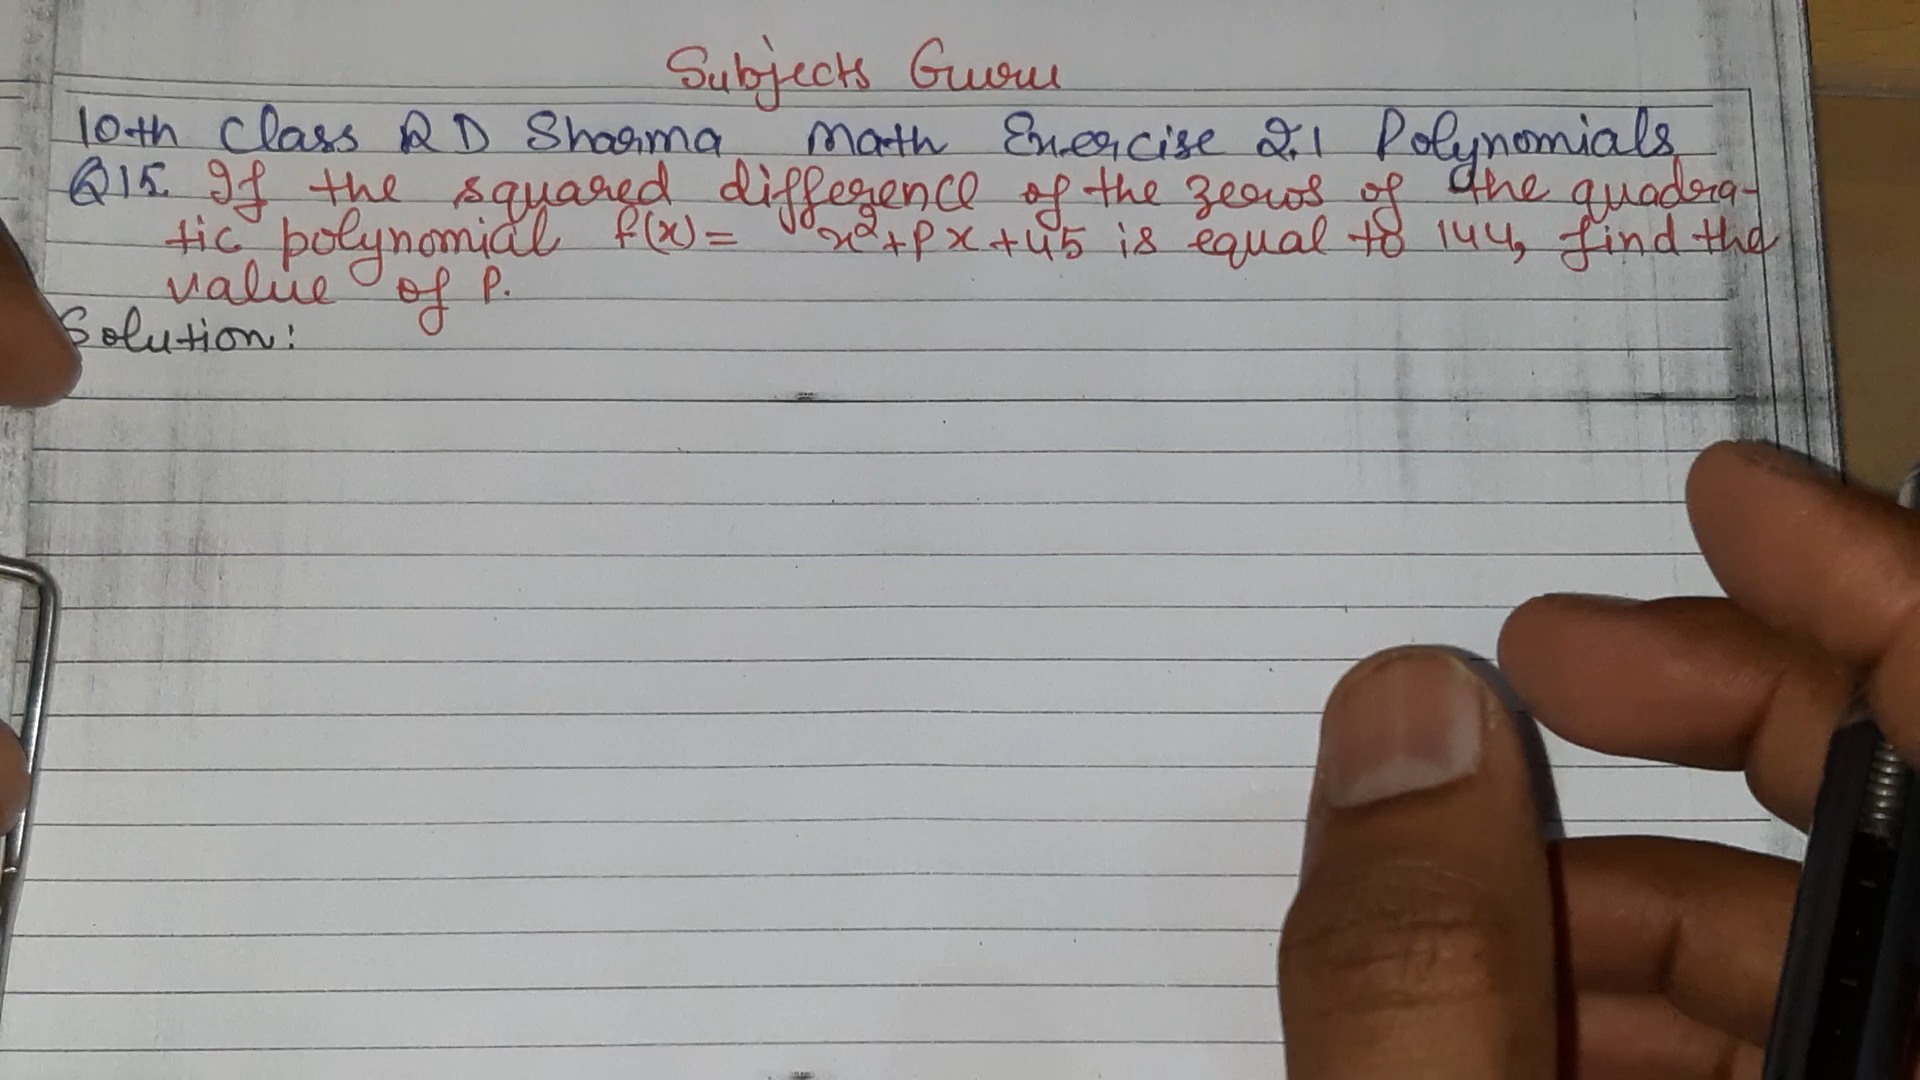 Subjects Guru
10th Class RD Sharma Math Exercise 2.1 Polynomials
Q15. If the squared difference of the zeros of the quadra-
tic polynomial f(x) = x²+px+45 is equal to 144, find the
value of P.
Solution: